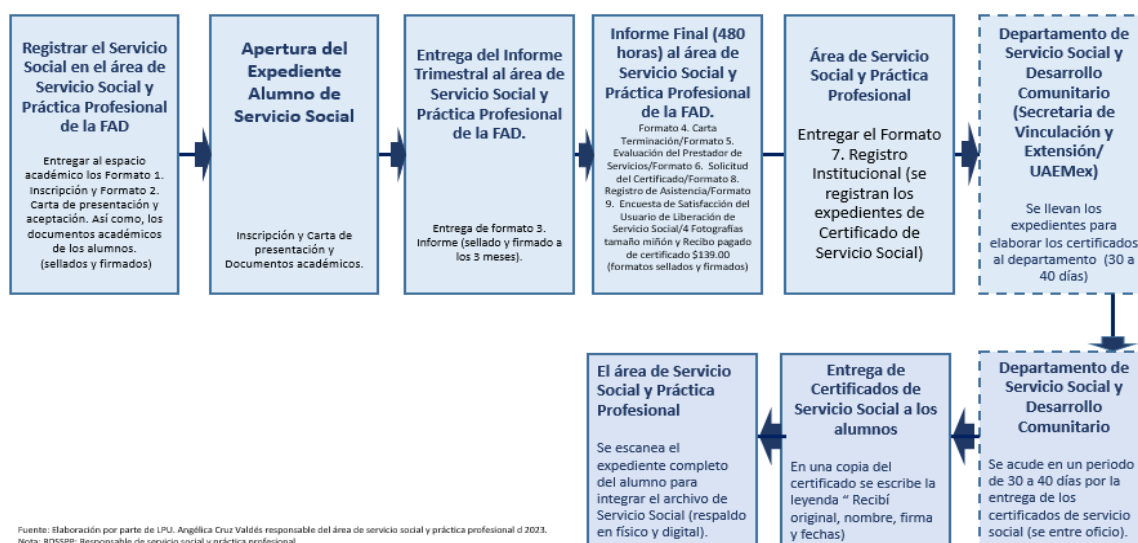 Registrar el Servicio
Social en el área de
Servicio Social y
Práctica Profesional
de la FAD
Entregar al espacio
académico los Formato 1.
Inscripción y Formato 2.
Carta de presentación y
aceptación. Así como, los
documentos académicos
de los alumnos.
(sellados y firmados)
Apertura del
Expediente
Alumno de
Servicio Social
Inscripción y Carta de
presentación y
Documentos académicos.
Entrega del Informe
Trimestral al área de
Servicio Social y
Práctica Profesional
de la FAD.
Entrega de formato 3.
Informe (sellado y firmado a
los 3 meses).
Informe Final (480
horas) al área de
Servicio Social y
Práctica Profesional
de la FAD.
Formato 4. Carta
Terminación/Formato 5.
Evaluación del Prestador de
Servicios/Formato 6. Solicitud
del Certificado/Formato 8.
Registro de Asistencia/Formato
9. Encuesta de Satisfacción del
Usuario de Liberación de
Servicio Social/4 Fotografías
tamaño miñón y Recibo pagado
de certificado $139.00
(formatos sellados y firmados)
Área de Servicio
Social y Práctica
Profesional
Entregar el Formato
7. Registro
Institucional (se
registran los
expedientes de
Certificado de
Servicio Social)
Departamento de
Servicio Social y
Desarrollo
Comunitario
(Secretaria de
Vinculación y
Extensión/
UAEMex)
Se llevan los
expedientes para
elaborar los certificados
al departamento (30 a
40 días)
El área de Servicio
Social y Práctica
Profesional
Se escanea el
expediente completo
del alumno para
integrar el archivo de
Servicio Social (respaldo
en físico y digital).
Entrega de
Certificados de
Servicio Social a los
alumnos
En una copia del
certificado se escribe la
leyenda “ Recibí
original, nombre, firma
y fechas)
Departamento de
Servicio Social y
Desarrollo
Comunitario
Se acude en un periodo
de 30 a 40 días por la
entrega de los
certificados de servicio
social (se entre oficio).
Fuente: Elaboración por parte de LPU. Angélica Cruz Valdés responsable del área de servicio social y práctica profesional d 2023.
Nota: RDSSPP: Responsable de servicio social y práctica profesional